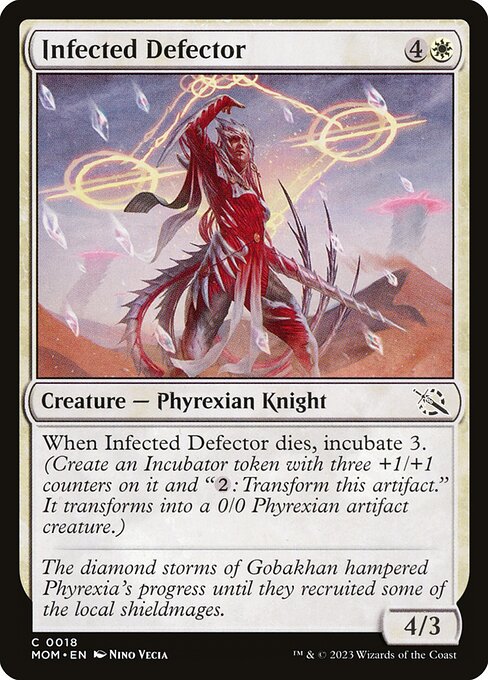 Infected Defector 4
Creature — Phyrexian Knight
When Infected Defector dies, incubate 3.
(Create an Incubator token with three +1/+1
counters on it and “2: Transform this artifact.”
It transforms into a 0/0 Phyrexian artifact
creature.)
The diamond storms of Gobakhan hampered
Phyrexia's progress until they recruited some of
the local shieldmages.
4/3
C 0018
MOM • EN Nino Vecia
™ & © 2023 Wizards of the Coast